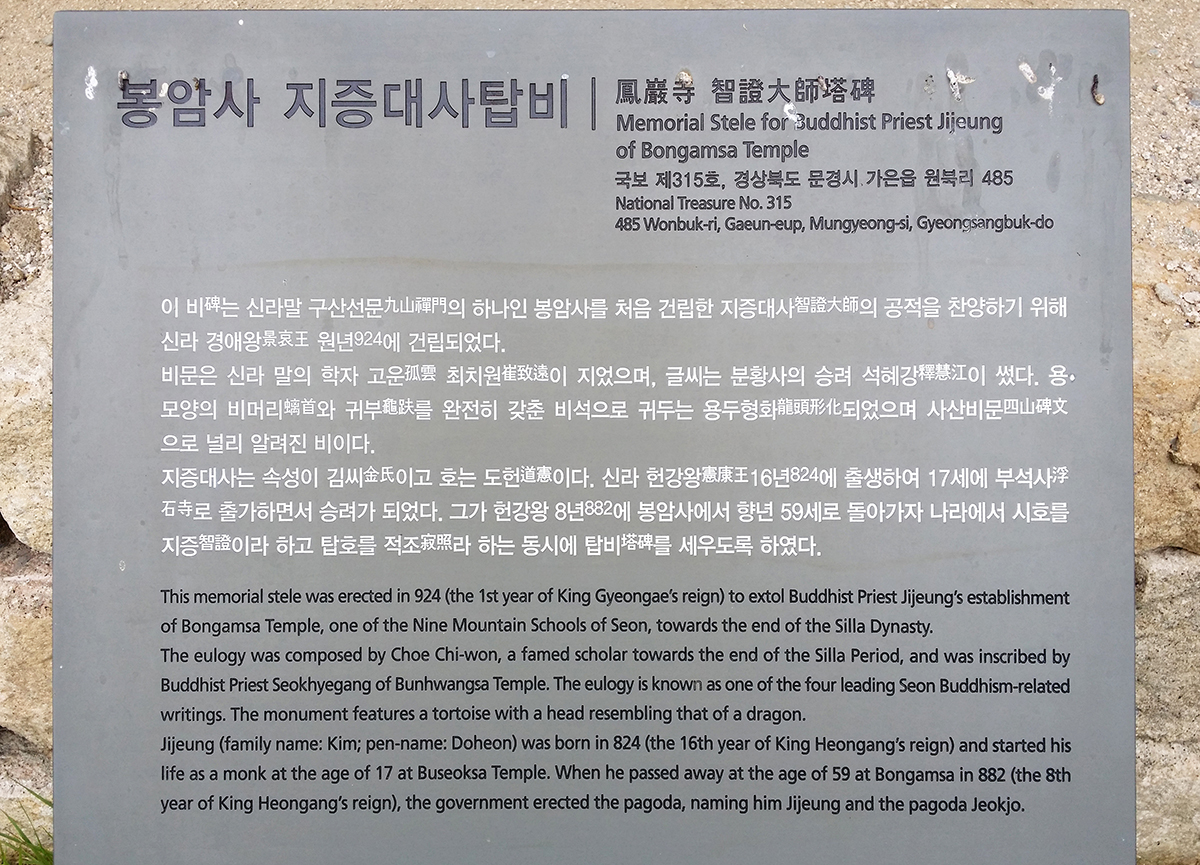 봉암사 지증대사탑비
鳳巖寺 智證大師塔碑
Memorial Stele for Buddhist Priest Jijeung
of Bongamsa Temple
국보 제315호, 경상북도 문경시 가은읍 원북리 485
National Treasure No. 315
485 Wonbuk-ri, Gaeun-eup, Mungyeong-si, Gyeongsangbuk-do
이 비碑는 신라말 구산선문九山禪門의 하나인 봉암사를 처음 건립한 지증대사智證大師의 공적을 찬양하기 위해
신라 경애왕景哀王 원년924에 건립되었다.
비문은 신라 말의 학자 고운孤雲 최치원崔致遠이 지었으며, 글씨는 분황사의 승려 석혜강釋慧江이 썼다. 용
모양의 비머리螭首와 귀부龜趺를 완전히 갖춘 비석으로 귀두는 용두형화龍頭形化되었으며 사산비문四山碑文
으로 널리 알려진 비이다.
지증대사는 속성이 김씨金氏이고 호는 도헌道憲이다. 신라 헌강왕憲康王16년824에 출생하여 17세에 부석사浮
石寺로 출가하면서 승려가 되었다. 그가 헌강왕 8년882에 봉암사에서 향년 59세로 돌아가자 나라에서 시호를
지증智證이라 하고 탑호를 적조寂照라 하는 동시에 탑비塔碑를 세우도록 하였다.
This memorial stele was erected in 924 (the 1st year of King Gyeongae's reign) to extol Buddhist Priest Jijeung's establishment
of Bongamsa Temple, one of the Nine Mountain Schools of Seon, towards the end of the Silla Dynasty.
The eulogy was composed by Choe Chi-won, a famed scholar towards the end of the Silla Period, and was inscribed by
Buddhist Priest Seokhyegang of Bunhwangsa Temple. The eulogy is known as one of the four leading Seon Buddhism-related
writings. The monument features a tortoise with a head resembling that of a dragon.
Jijeung (family name: Kim; pen-name: Doheon) was born in 824 (the 16th year of King Heongang's reign) and started his
life as a monk at the age of 17 at Buseoksa Temple. When he passed away at the age of 59 at Bongamsa in 882 (the 8th
year of King Heongang's reign), the government erected the pagoda, naming him Jijeung and the pagoda Jeokjo.